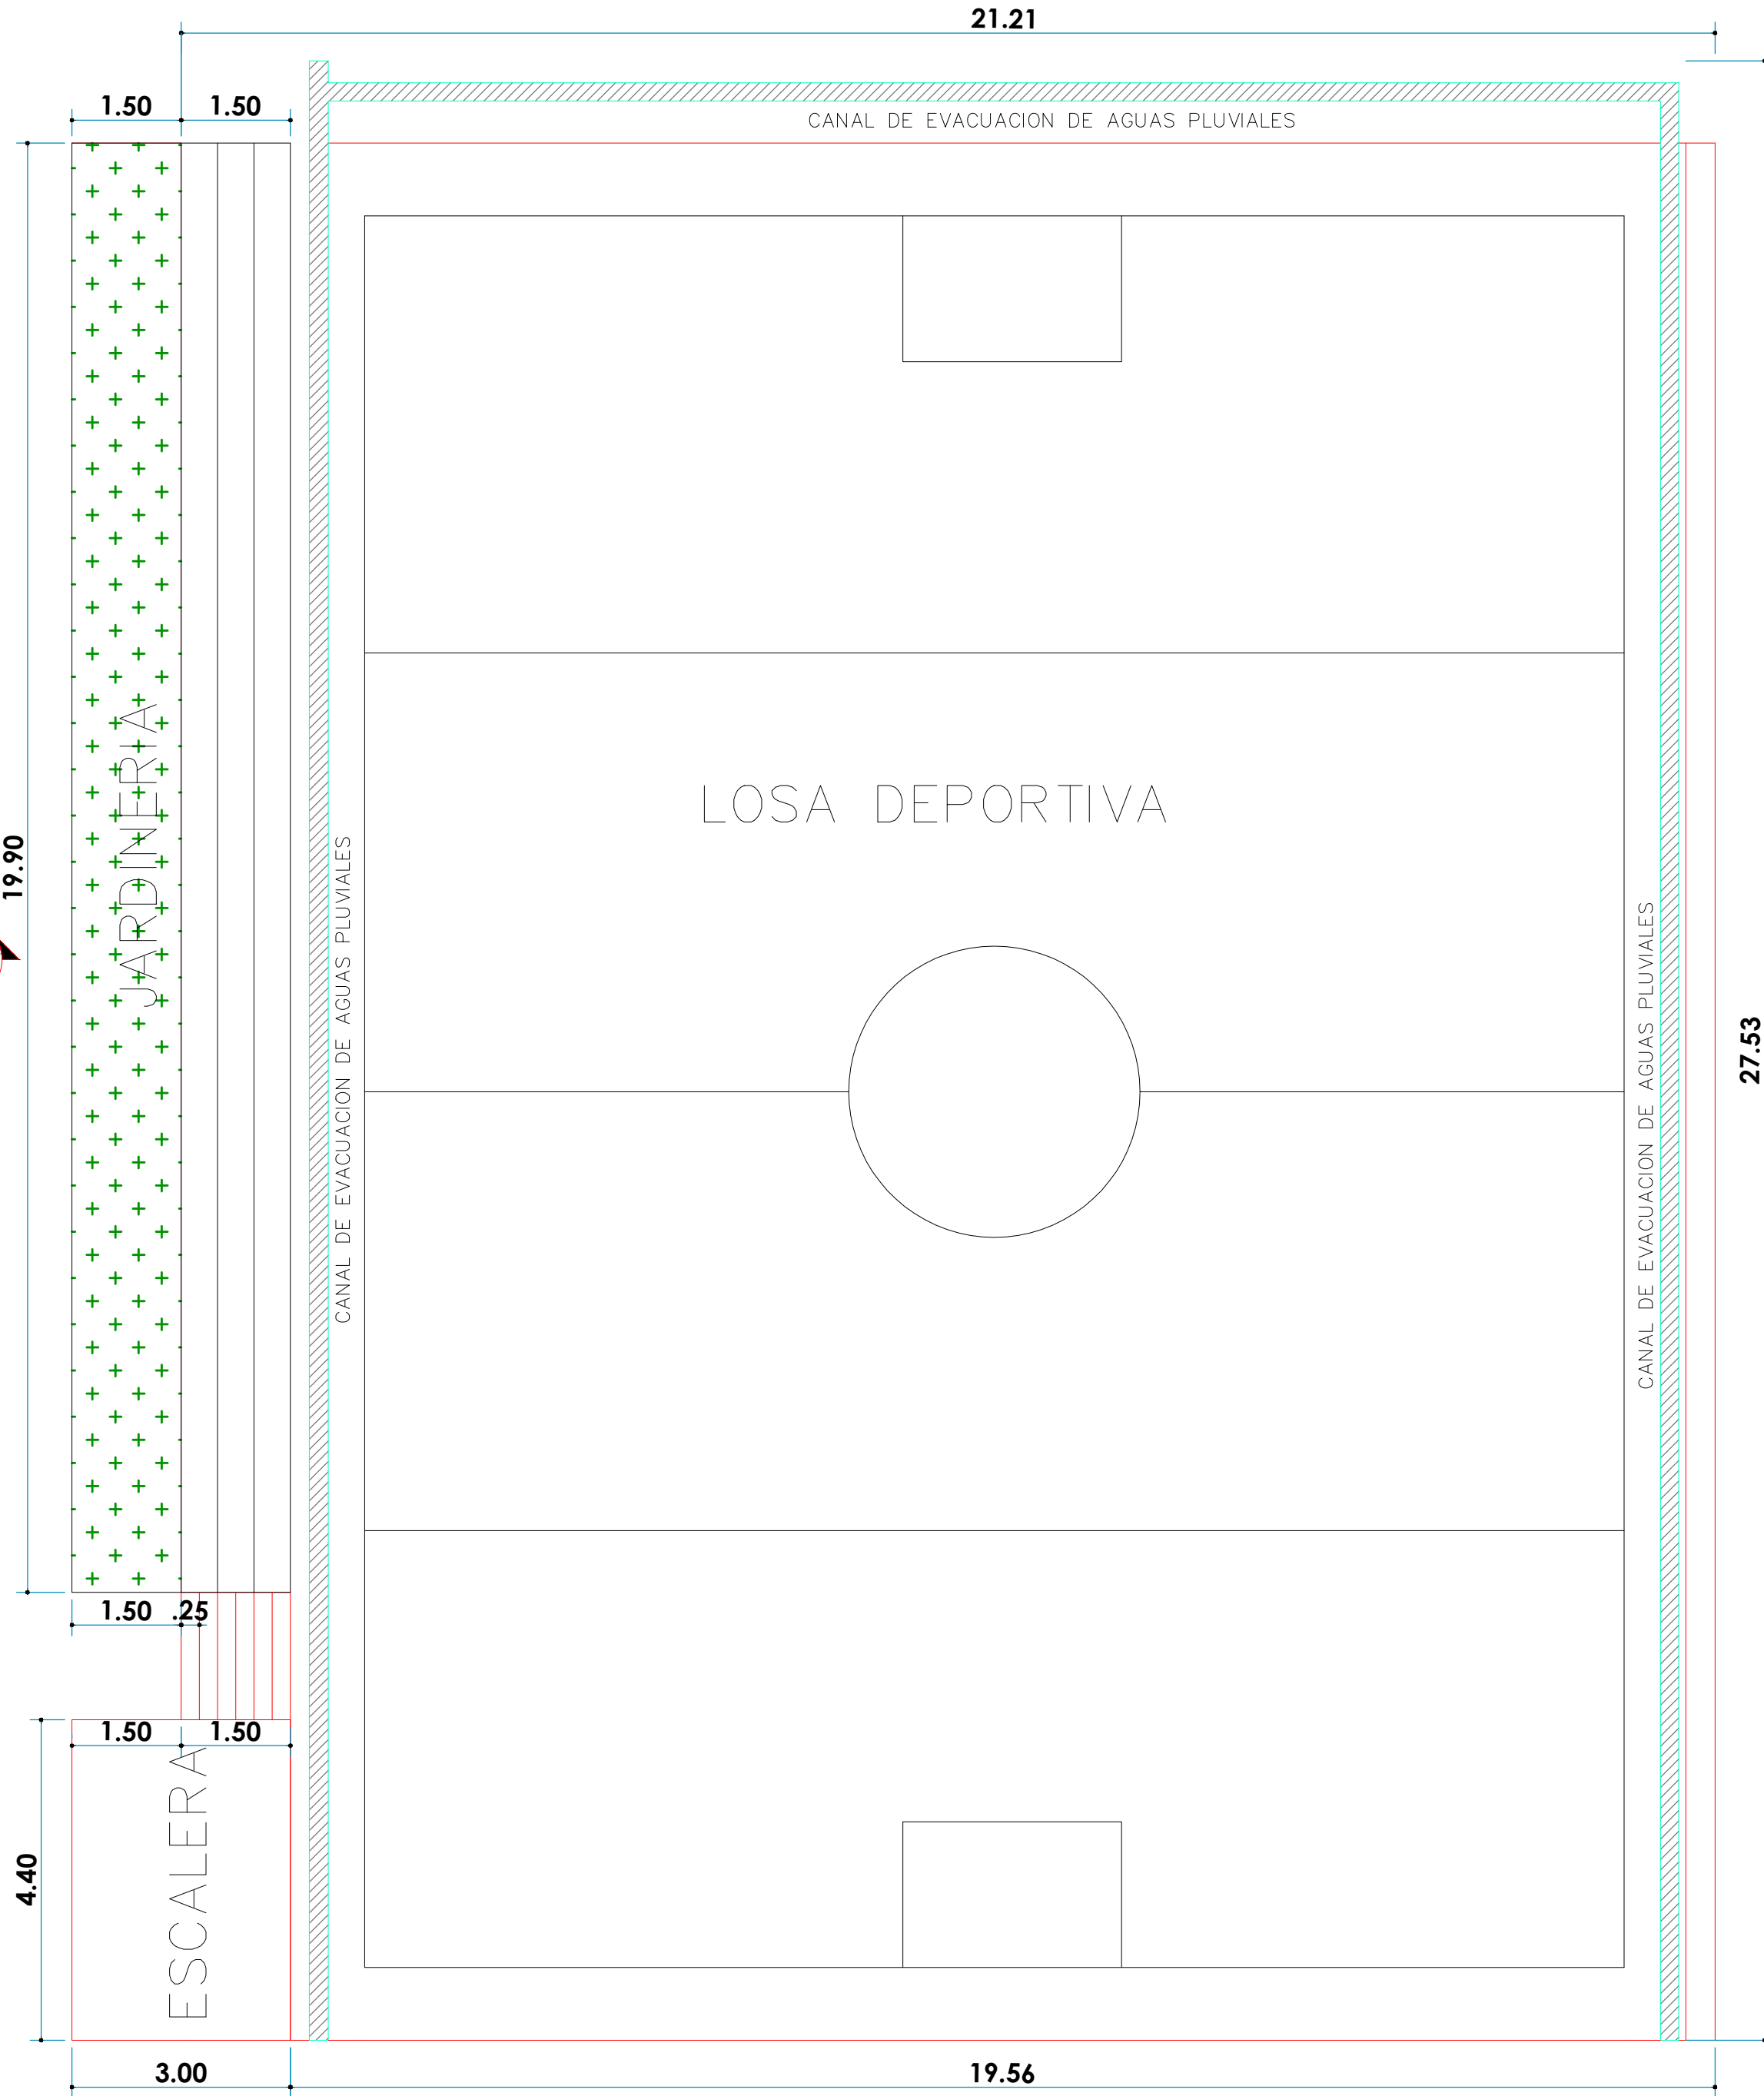 21.21
1.50
1.50
CANAL DE EVACUACION DE AGUAS PLUVIALES
19.90
JARDINERIA
CANAL DE EVACUACION DE AGUAS PLUVIALES
LOSA DEPORTIVA
CANAL DE EVACUACION DE AGUAS PLUVIALES
27.53
1.50
.25
1.50
1.50
4.40
ESCALERA
3.00
19.56